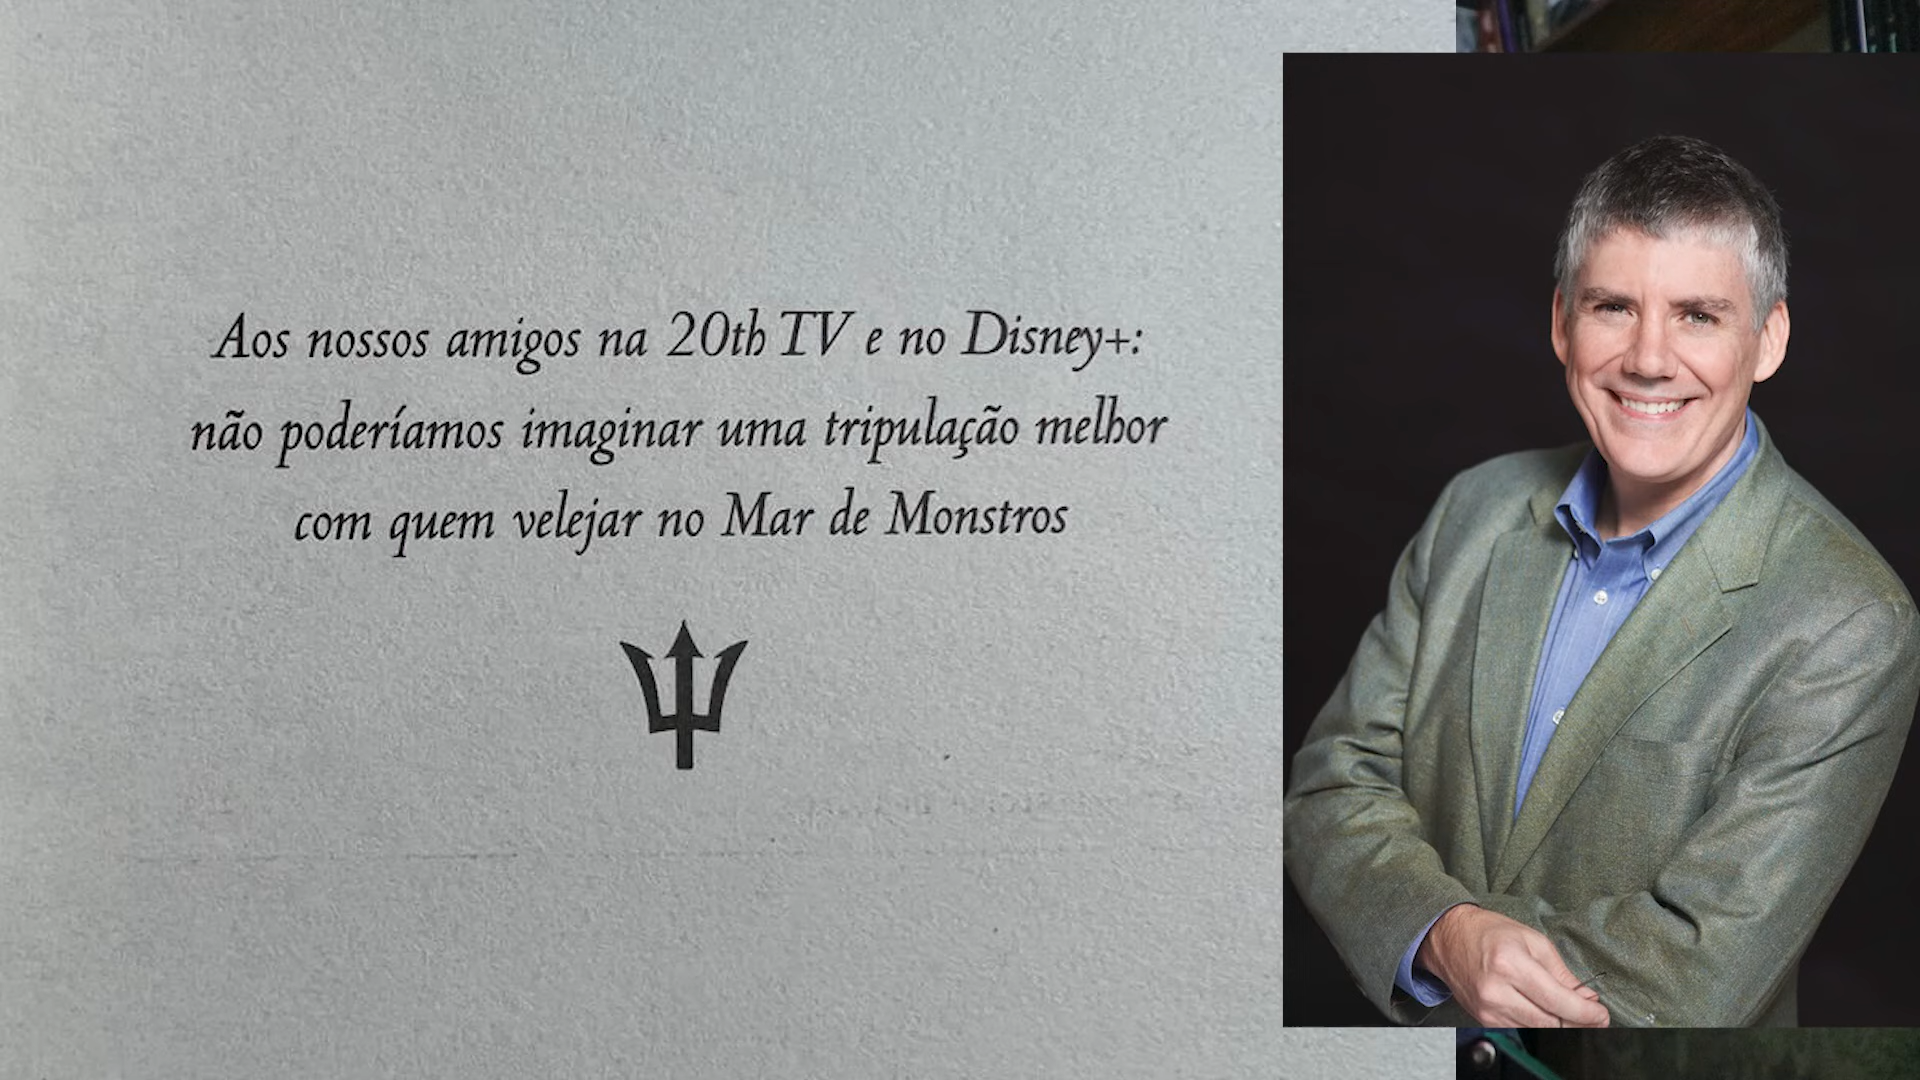 Aos nossos amigos na 20th TV e no Disney+:
não poderíamos imaginar uma tripulação melhor
com quem velejar no Mar de Monstros